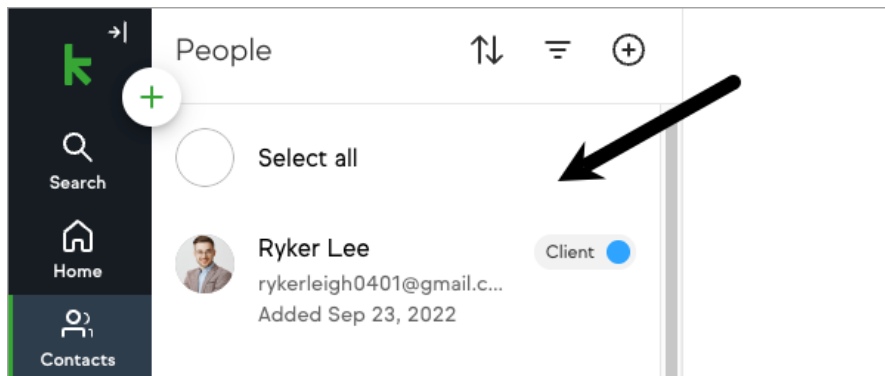 People
Select all
Search
Ryker Lee
Client
rykerleigh0401@gmail.c...
Home
Added Sep 23, 2022
Contacts